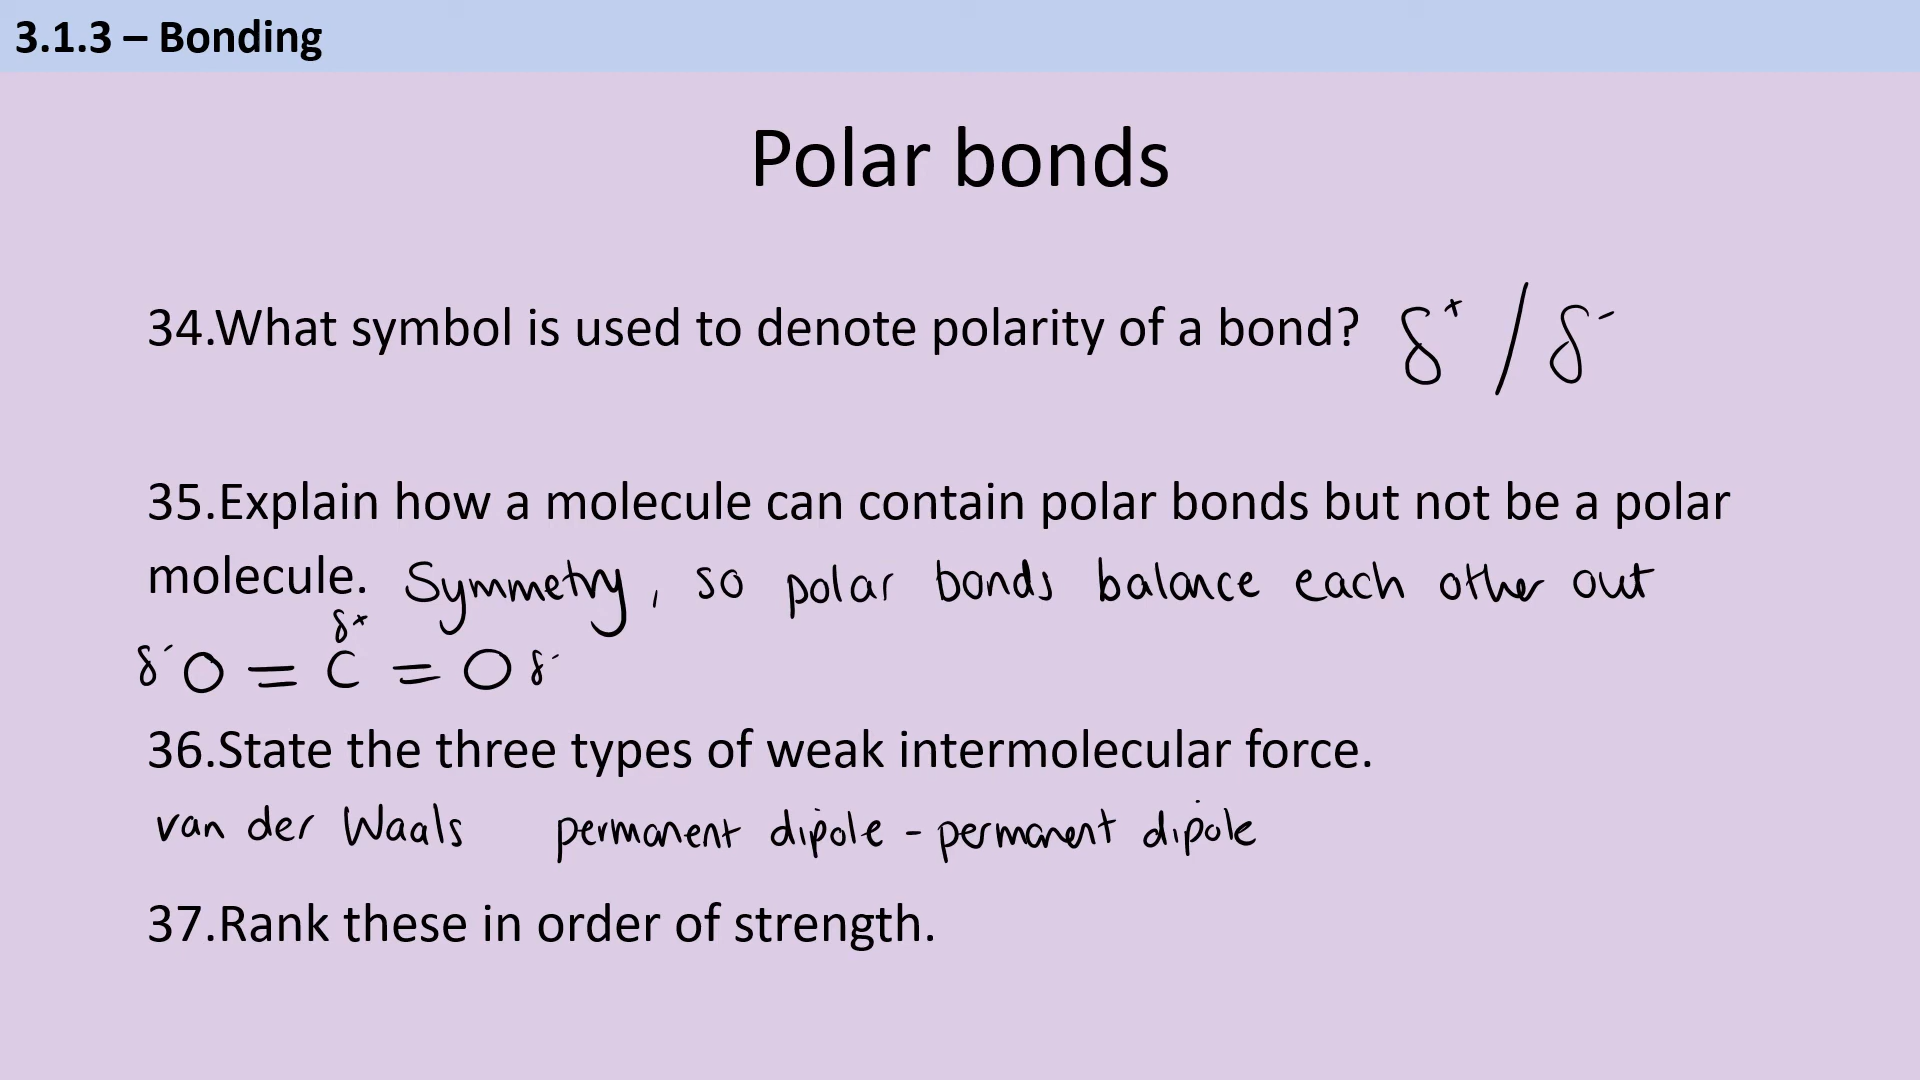 3.1.3 – Bonding
Polar bonds
34.What symbol is used to denote polarity of a bond? δ⁺ / δ⁻
35.Explain how a molecule can contain polar bonds but not be a polar
molecule. Symmetry, so polar bonds balance each other out
δ⁺
δ⁻ O = C = O δ⁻
36.State the three types of weak intermolecular force.
van der Waals permanent dipole - permanent dipole
37.Rank these in order of strength.